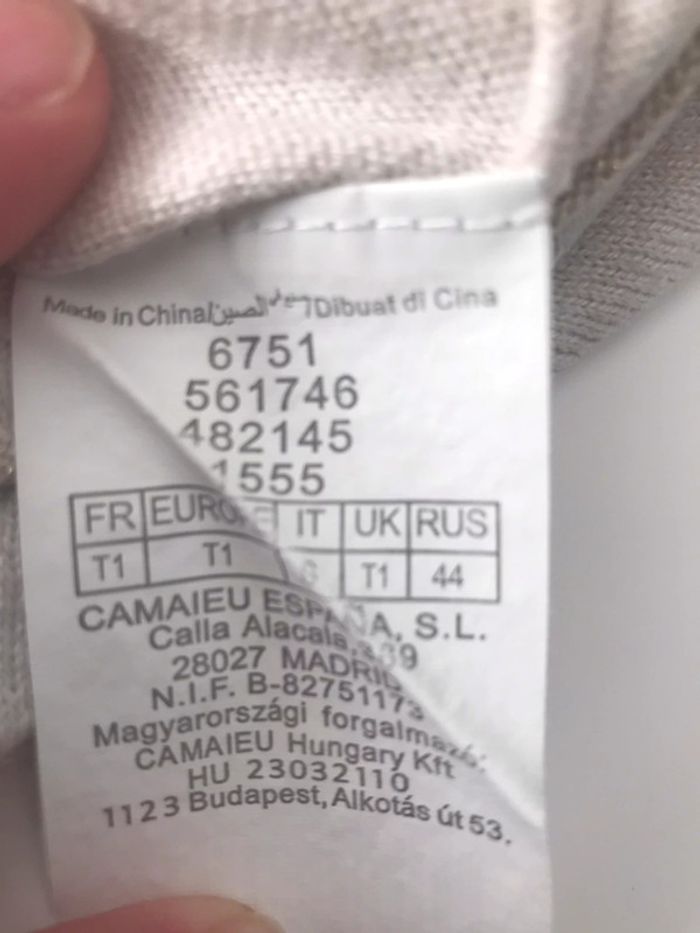 Made in China/صنع في الصين/Dibuat di Cina
6751
561746
482145
1555
FR EUROPE IT UK RUS
T1 T1 T1 44
CAMAIEU ESPAÑA, S.L.
Calla Alacala,
28027 MADRID
N.I.F. B-82751173
Magyarországi forgalmazó:
CAMAIEU Hungary Kft
HU 23032110
1123 Budapest, Alkotás út 53.